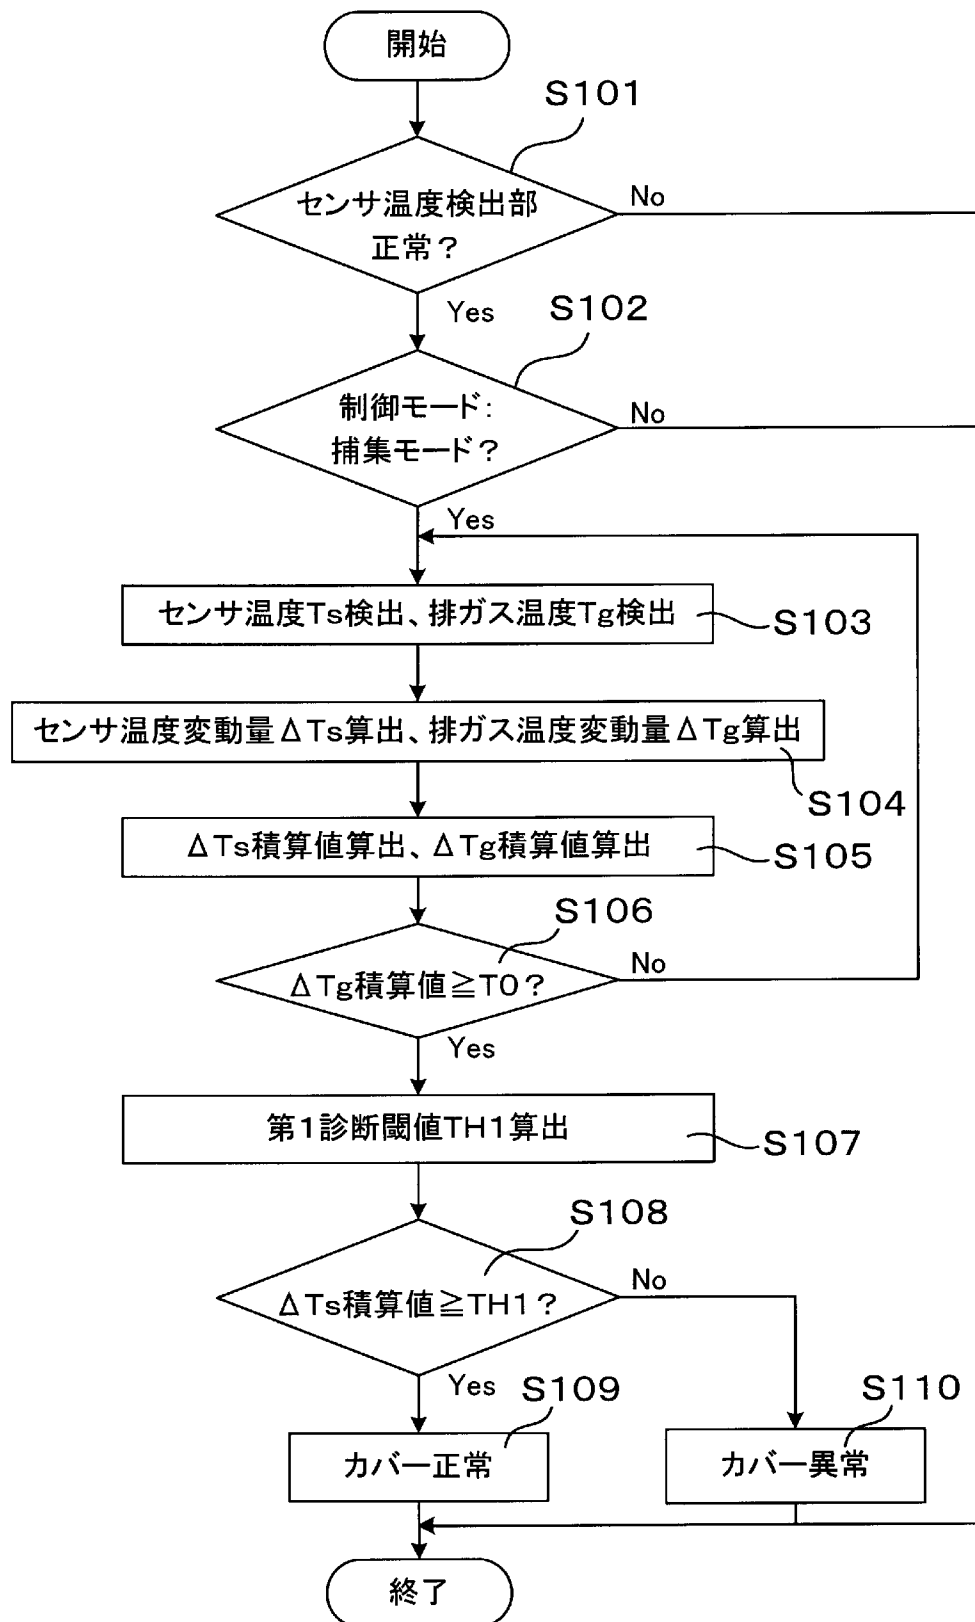 開始
S101
センサ温度検出部
正常?
No
Yes
S102
制御モード:
捕集モード?
No
Yes
センサ温度Ts検出、排ガス温度Tg検出
S103
センサ温度変動量ΔTs算出、排ガス温度変動量ΔTg算出
S104
ΔTs積算値算出、ΔTg積算値算出
S105
S106
ΔTg積算値≧T0?
No
Yes
第1診断閾値TH1算出
S107
S108
ΔTs積算値≧TH1?
No
Yes
S109
S110
カバー正常
カバー異常
終了